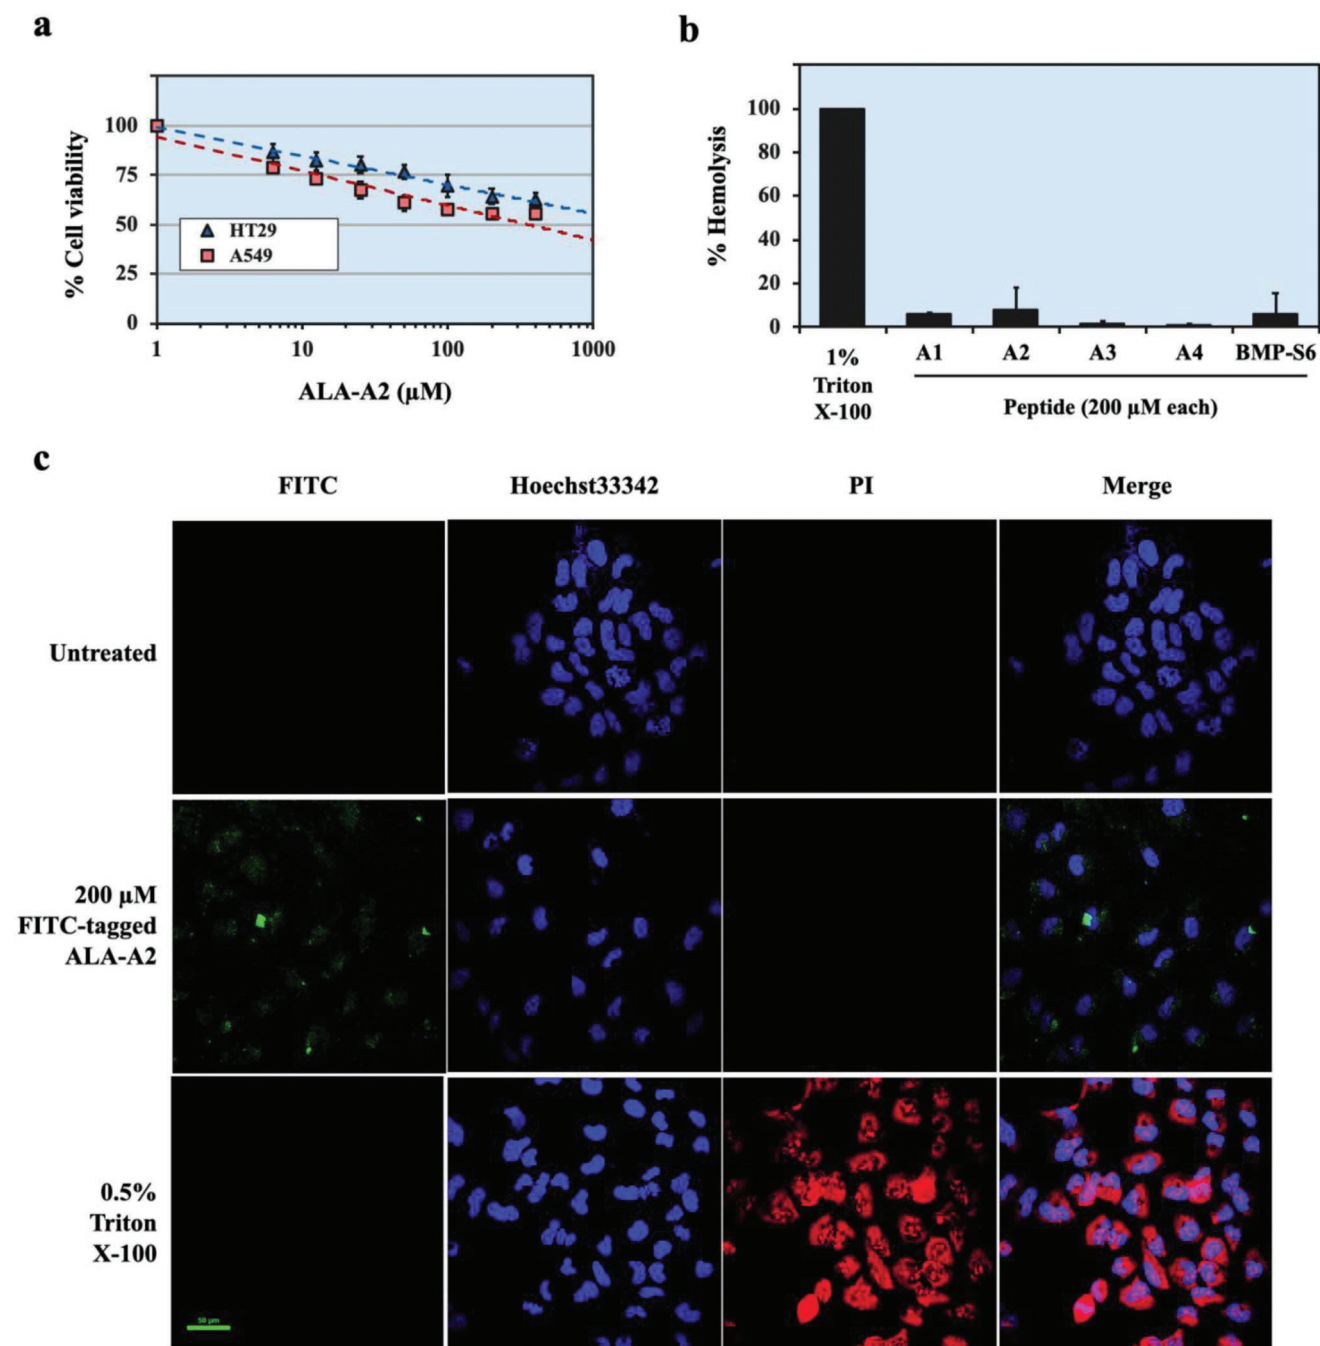 a
100
75
50
25
0
% Cell viability
HT29
A549
1
10
100
1000
ALA-A2 (μM)
b
100
80
60
40
20
0
% Hemolysis
1%
Triton
X-100
A1
A2
A3
A4
BMP-S6
Peptide (200 μM each)
c
FITC
Hoechst33342
PI
Merge
Untreated
200 μM
FITC-tagged
ALA-A2
0.5%
Triton
X-100
50 μm